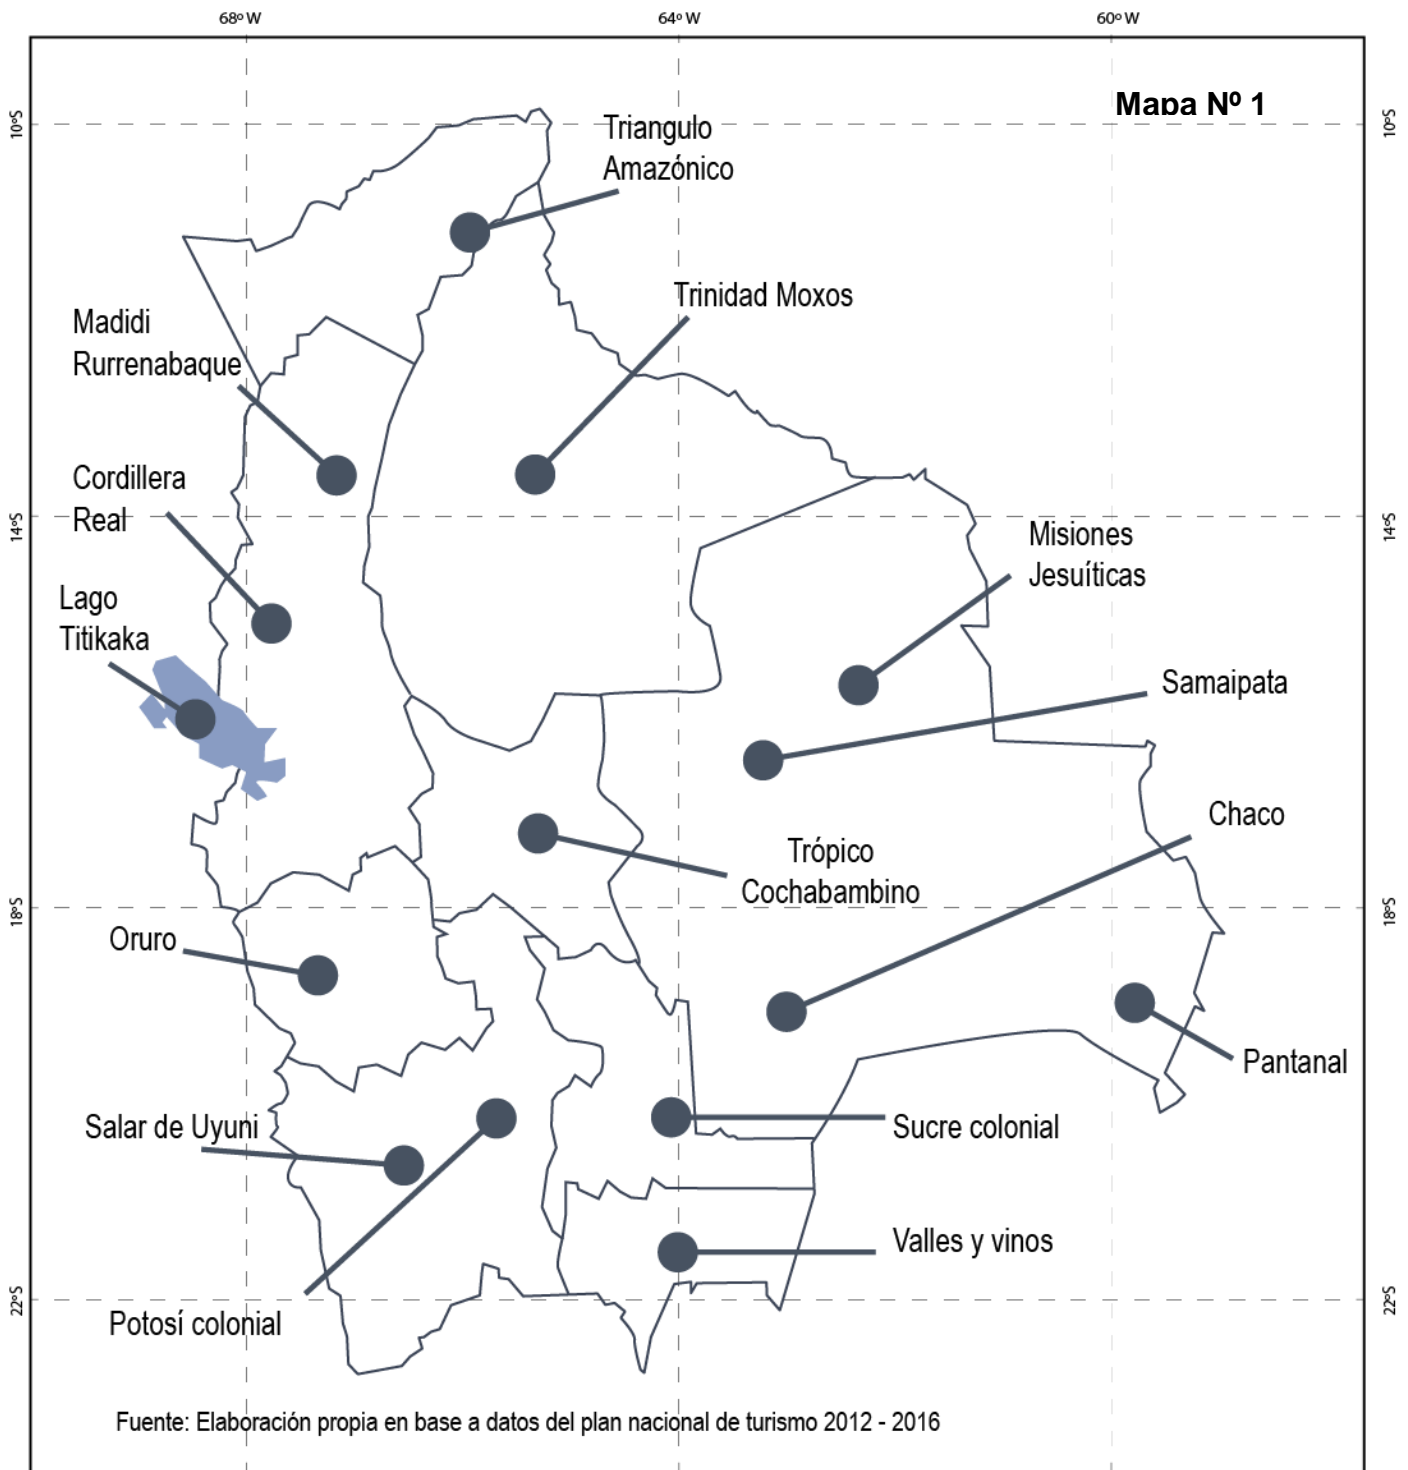 68º W
64º W
60º W
Mapa Nº 1
10ºS
10ºS
Triangulo
Amazónico
Trinidad Moxos
Madidi
Rurrenabaque
Cordillera
Real
14ºS
14ºS
Misiones
Jesuíticas
Lago
Titikaka
Samaipata
Chaco
Trópico
Cochabambino
18ºS
18ºS
Oruro
Pantanal
Salar de Uyuni
Sucre colonial
Valles y vinos
22ºS
22ºS
Potosí colonial
Fuente: Elaboración propia en base a datos del plan nacional de turismo 2012 - 2016